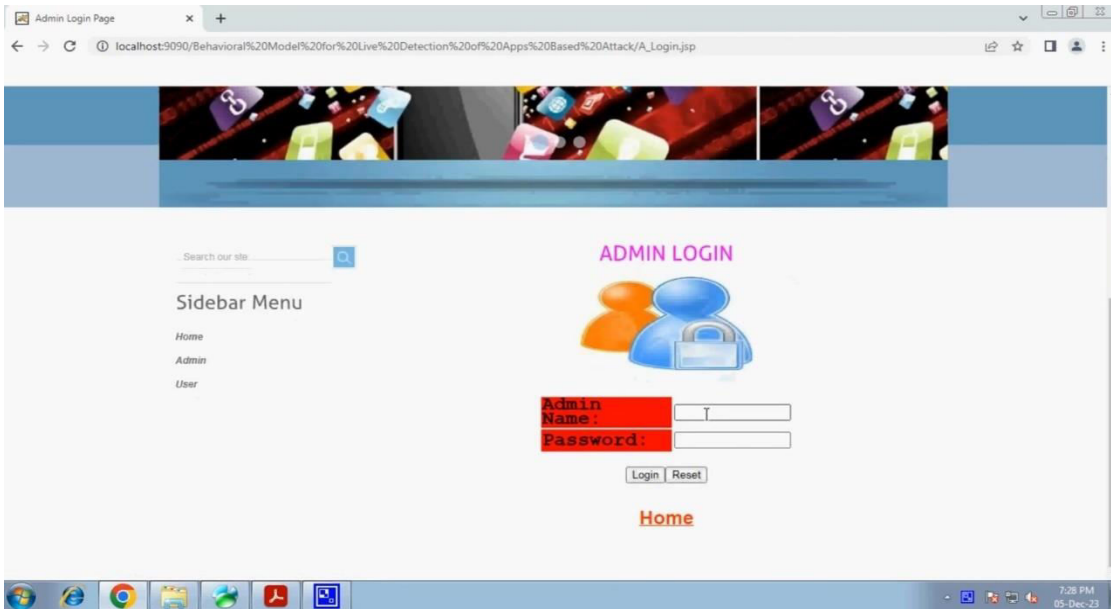 Admin Login Page
localhost:9090/Behavioral%20Model%20for%20Live%20Detection%20of%20Apps%20Based%20Attack/A_Login.jsp
Search our ste
ADMIN LOGIN
Sidebar Menu
Home
Admin
User
Admin
Name:
Password:
Login Reset
Home
7:28 PM
05-Dec-23